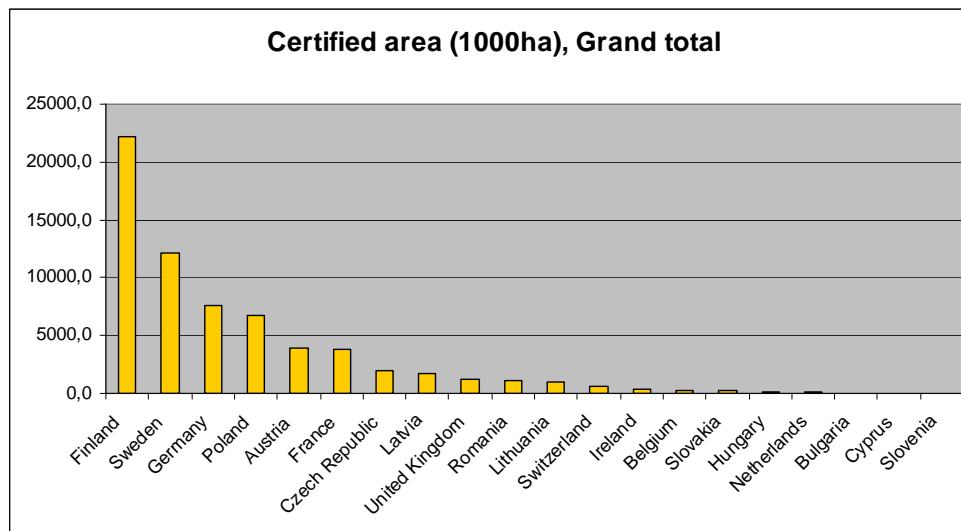 Certified area (1000ha), Grand total
25000,0
20000,0
15000,0
10000,0
5000,0
0,0
Finland
Sweden
Germany
Poland
Austria
France
Czech Republic
Latvia
United Kingdom
Romania
Lithuania
Switzerland
Ireland
Belgium
Slovakia
Hungary
Netherlands
Bulgaria
Cyprus
Slovenia